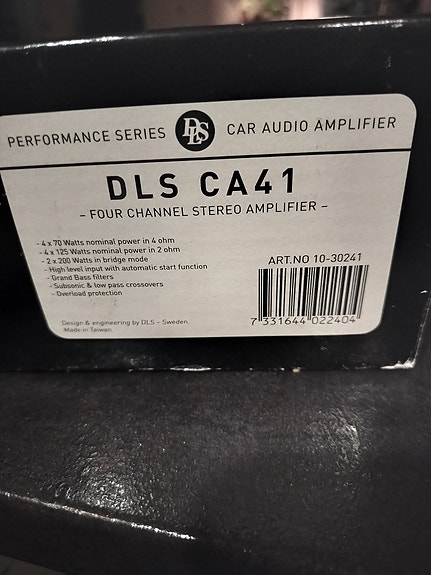 PERFORMANCE SERIES DLS CAR AUDIO AMPLIFIER
DLS CA41
- FOUR CHANNEL STEREO AMPLIFIER -
- 4 x 70 Watts nominal power in 4 ohm
- 4 x 125 Watts nominal power in 2 ohm
- 2 x 200 Watts in bridge mode
- High level input with automatic start function
- Grand Bass filters
- Subsonic & low pass crossovers
- Overload protection
ART.NO 10-30241
7 331644 022404
Design & engineering by DLS - Sweden.
Made in Taiwan.